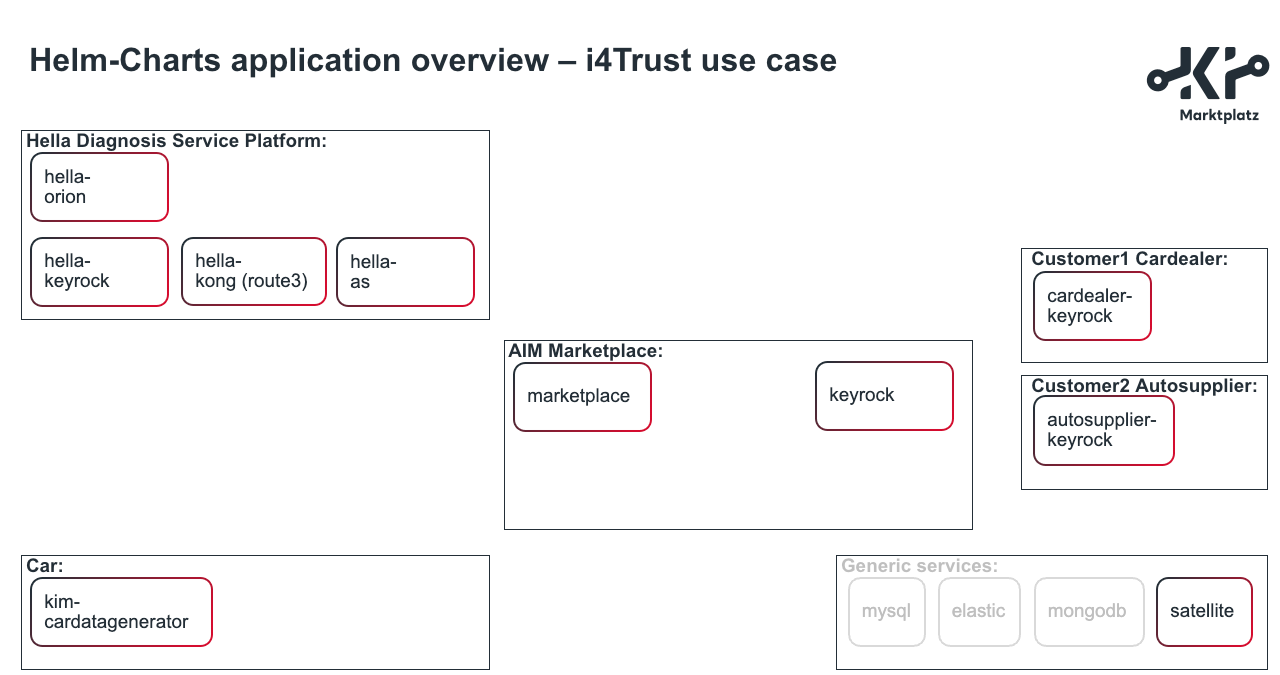 Helm-Charts application overview – i4Trust use case
KI
Marktplatz
Hella Diagnosis Service Platform:
hella-
orion
hella-
keyrock
hella-
kong (route3)
hella-
as
Customer1 Cardealer:
cardealer-
keyrock
AIM Marketplace:
marketplace
keyrock
Customer2 Autosupplier:
autosupplier-
keyrock
Car:
kim-
cardatagenerator
Generic services:
mysql
elastic
mongodb
satellite